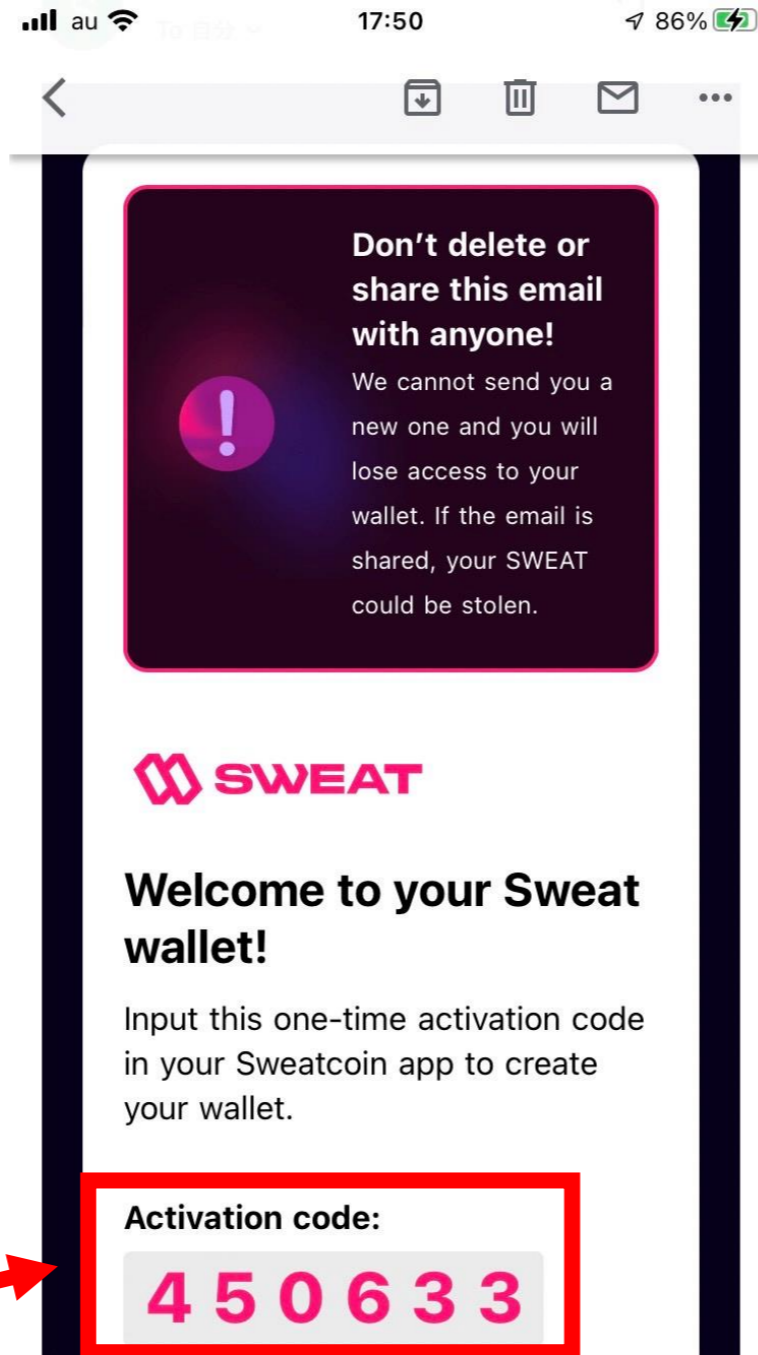 au 17:50 86%
Don't delete or
share this email
with anyone!
We cannot send you a
new one and you will
lose access to your
wallet. If the email is
shared, your SWEAT
could be stolen.
SWEAT
Welcome to your Sweat
wallet!
Input this one-time activation code
in your Sweatcoin app to create
your wallet.
Activation code:
450633